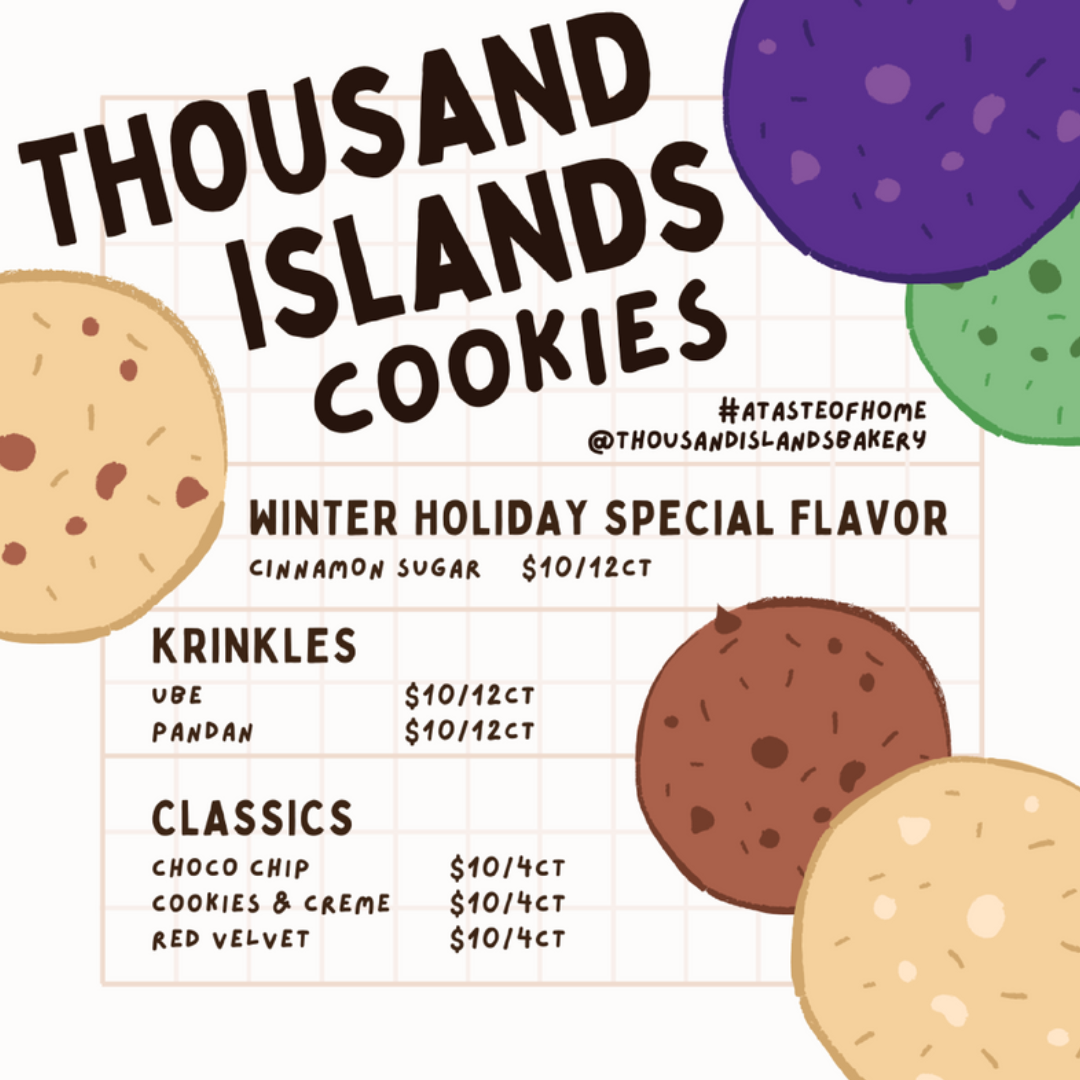 THOUSAND
ISLANDS
COOKIES
#ATASTEOFHOME
@THOUSANDISLANDSBAKERY
WINTER HOLIDAY SPECIAL FLAVOR
CINNAMON SUGAR $10/12CT
KRINKLES
UBE $10/12CT
PANDAN $10/12CT
CLASSICS
CHOCO CHIP $10/4CT
COOKIES & CREME $10/4CT
RED VELVET $10/4CT